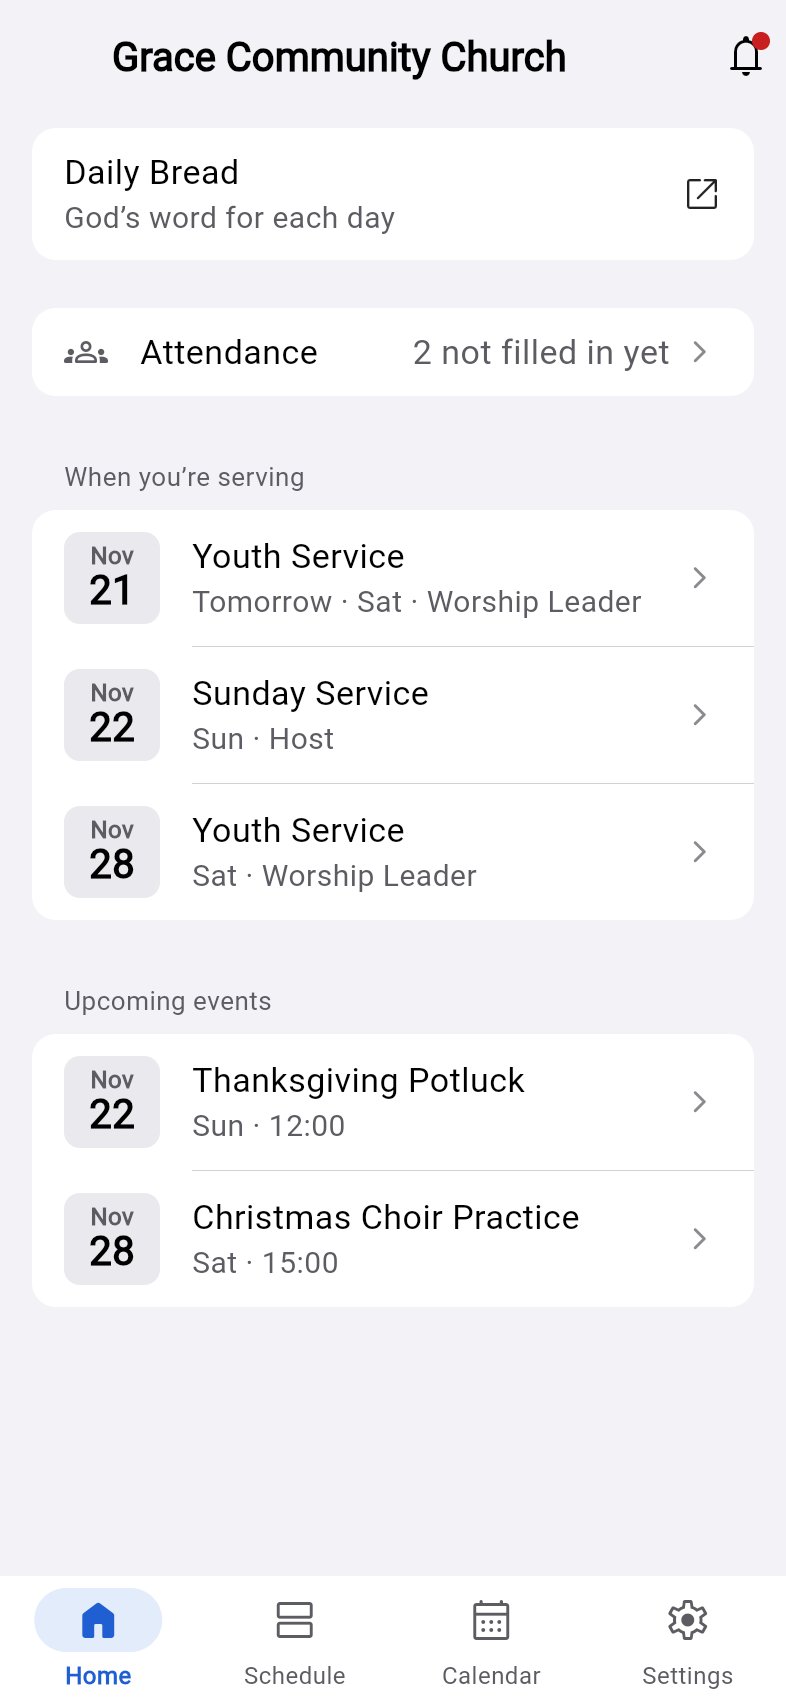 Grace Community Church
Daily Bread
God’s word for each day
Attendance 2 not filled in yet
When you’re serving
Nov
21
Youth Service
Tomorrow · Sat · Worship Leader
Nov
22
Sunday Service
Sun · Host
Nov
28
Youth Service
Sat · Worship Leader
Upcoming events
Nov
22
Thanksgiving Potluck
Sun · 12:00
Nov
28
Christmas Choir Practice
Sat · 15:00
Home Schedule Calendar Settings